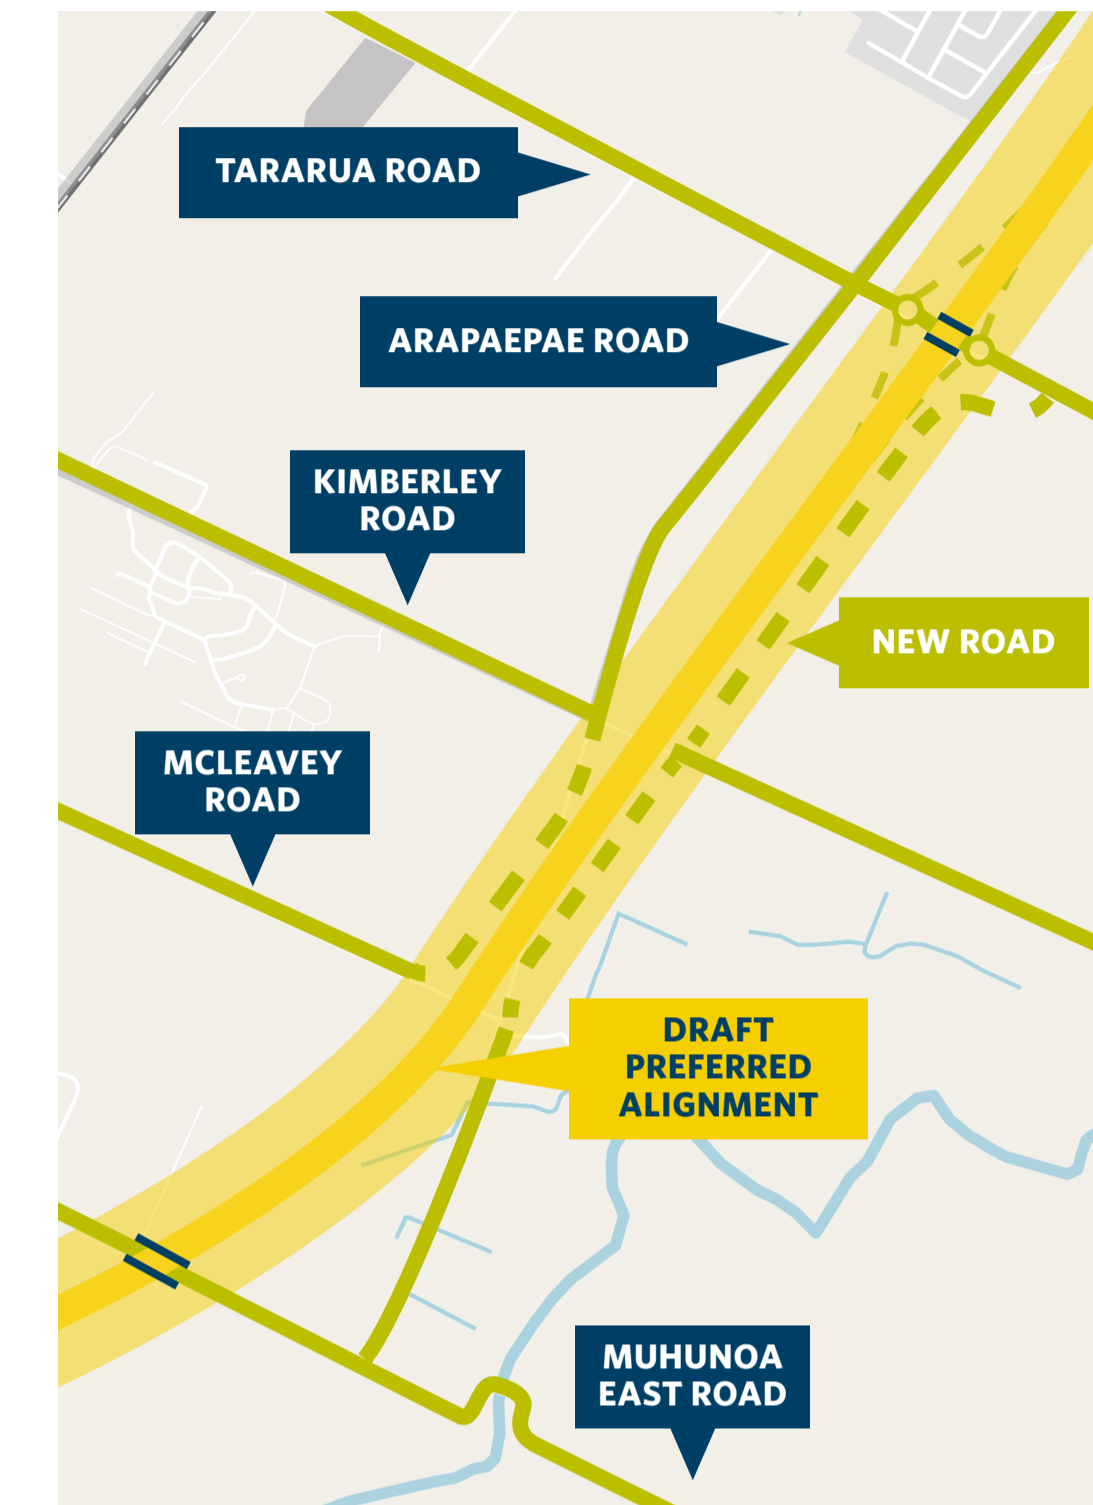 TARARUA ROAD
ARAPAEPAE ROAD
KIMBERLEY
ROAD
NEW ROAD
MCLEAVEY
ROAD
DRAFT
PREFERRED
ALIGNMENT
MUHUNOA
EAST ROAD